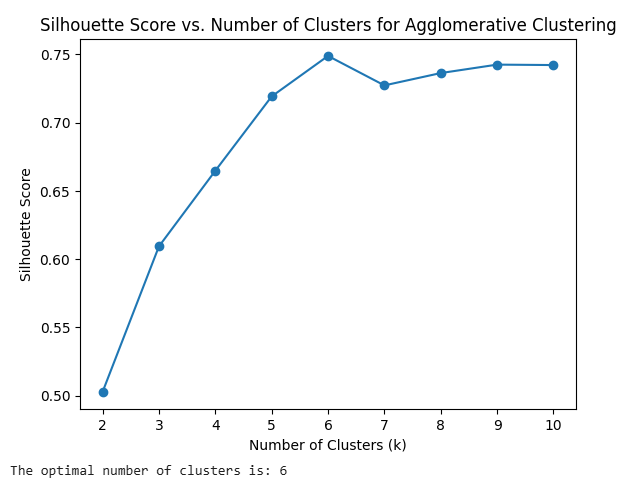 Silhouette Score vs. Number of Clusters for Agglomerative Clustering
0.75
0.70
0.65
0.60
0.55
0.50
Silhouette Score
2 3 4 5 6 7 8 9 10
Number of Clusters (k)
The optimal number of clusters is: 6